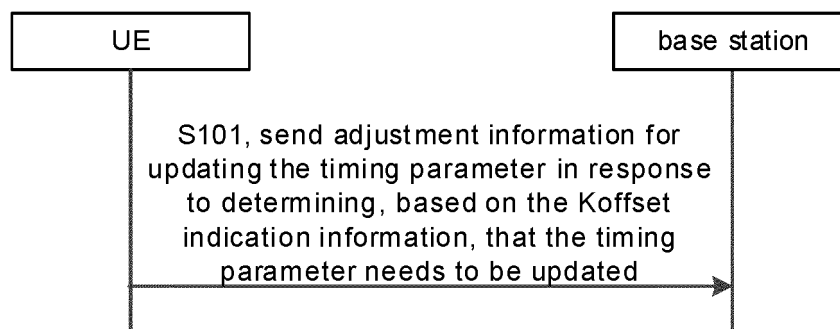 UE
base station
S101, send adjustment information for
updating the timing parameter in response
to determining, based on the Koffset
indication information, that the timing
parameter needs to be updated